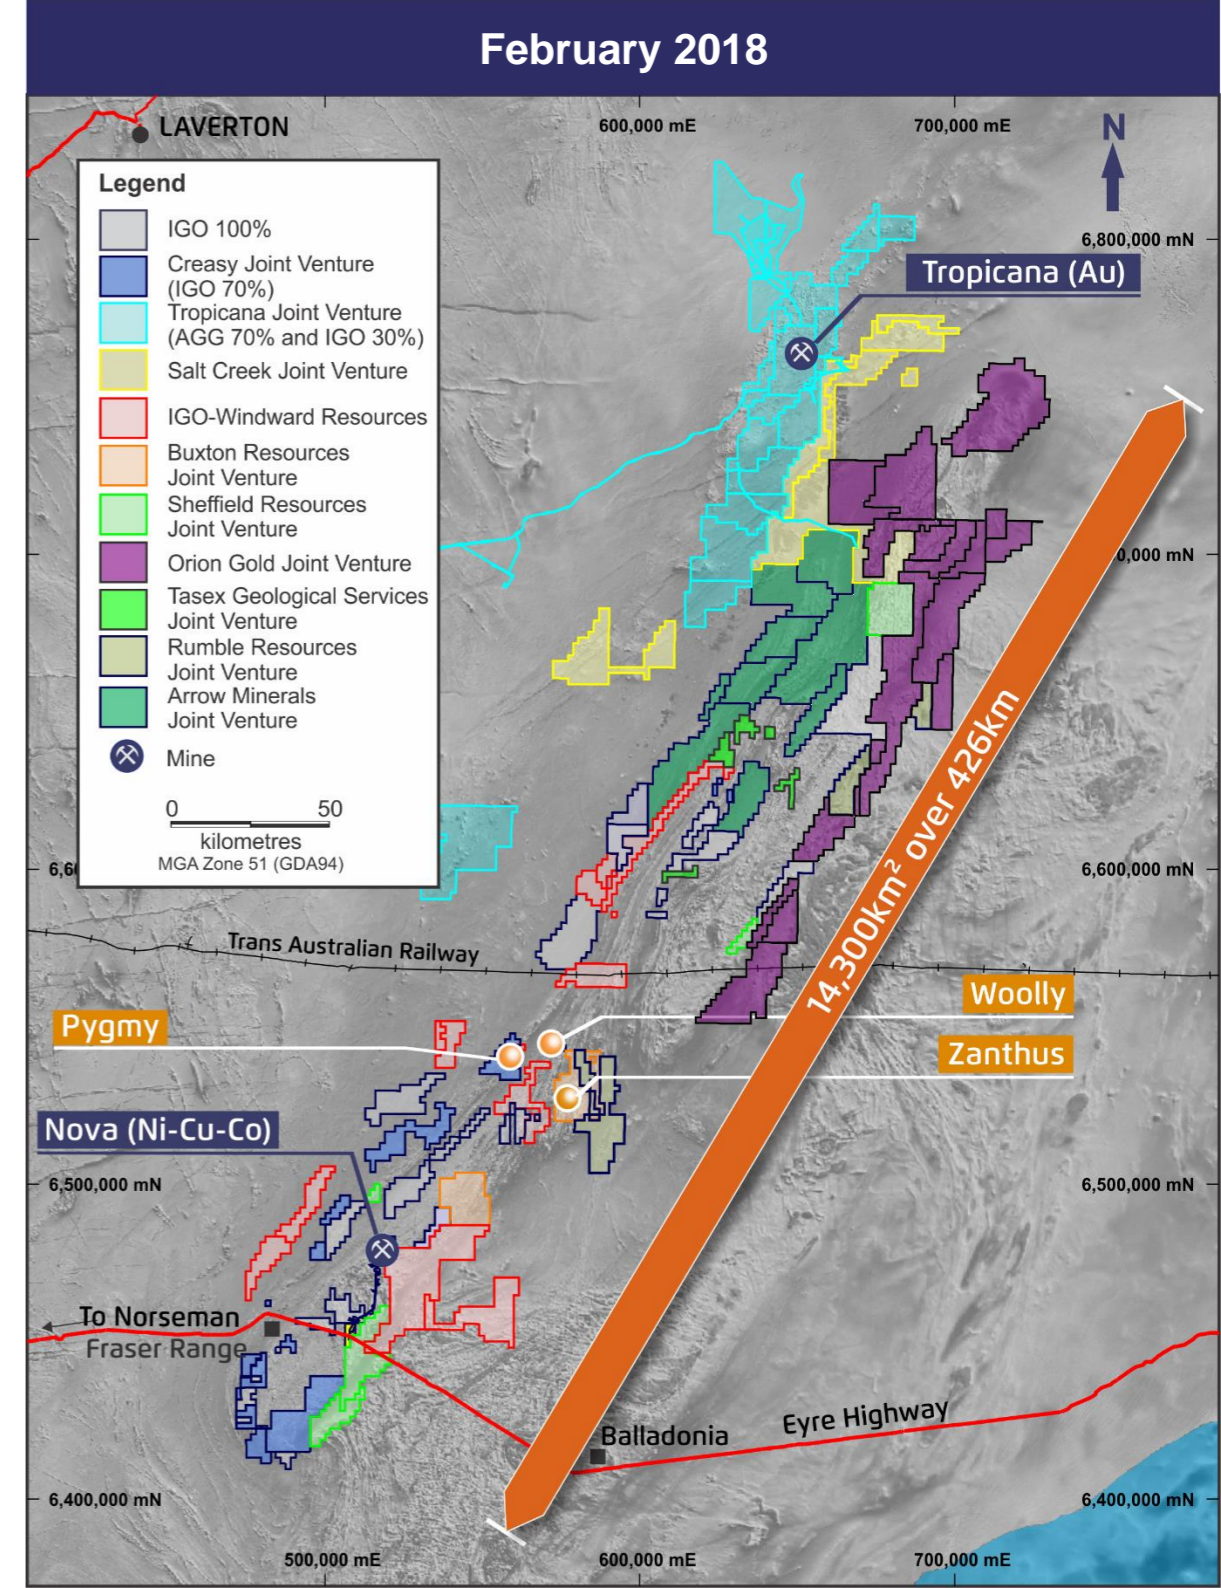 February 2018
LAVERTON
600,000 mE
700,000 mE
N
Legend
IGO 100%
Creasy Joint Venture
(IGO 70%)
Tropicana Joint Venture
(AGG 70% and IGO 30%)
Salt Creek Joint Venture
IGO-Windward Resources
Buxton Resources
Joint Venture
Sheffield Resources
Joint Venture
Orion Gold Joint Venture
Tasex Geological Services
Joint Venture
Rumble Resources
Joint Venture
Arrow Minerals
Joint Venture
Mine
0 50
kilometres
MGA Zone 51 (GDA94)
6,800,000 mN
Tropicana (Au)
0,000 mN
14,300km² over 426km
6,60
6,600,000 mN
Trans Australian Railway
Woolly
Pygmy
Zanthus
Nova (Ni-Cu-Co)
6,500,000 mN
6,500,000 mN
To Norseman
Fraser Range
Eyre Highway
Balladonia
6,400,000 mN
6,400,000 mN
500,000 mE
600,000 mE
700,000 mE